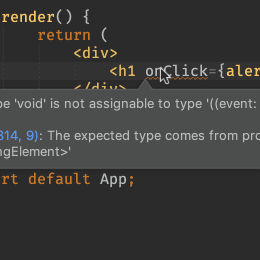 render() {
return (
<div>
<h1 onClick={aler
</div>
pe 'void' is not assignable to type '((event:
314, 9): The expected type comes from pro
ngElement>'
rt default App;